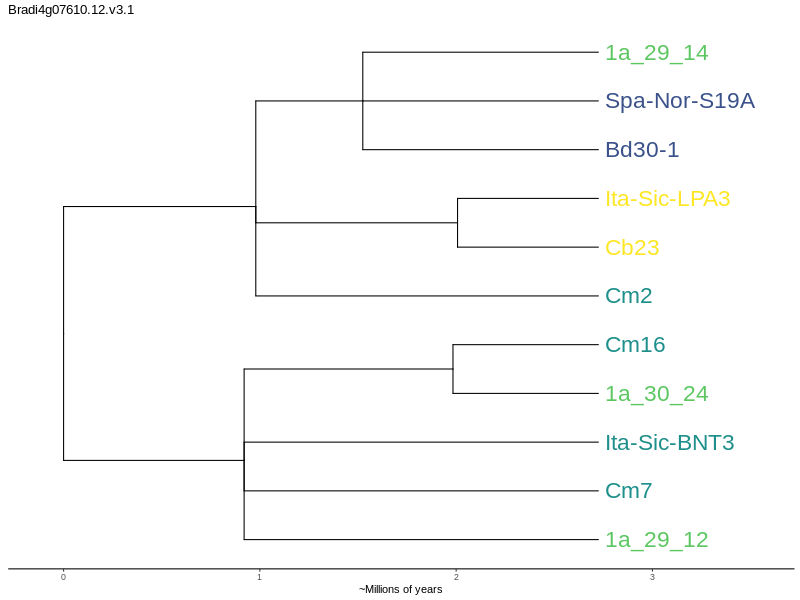 Bradi4g07610.12.v3.1
1a_29_14
Spa-Nor-S19A
Bd30-1
Ita-Sic-LPA3
Cb23
Cm2
Cm16
1a_30_24
Ita-Sic-BNT3
Cm7
1a_29_12
0 1 2 3
~Millions of years